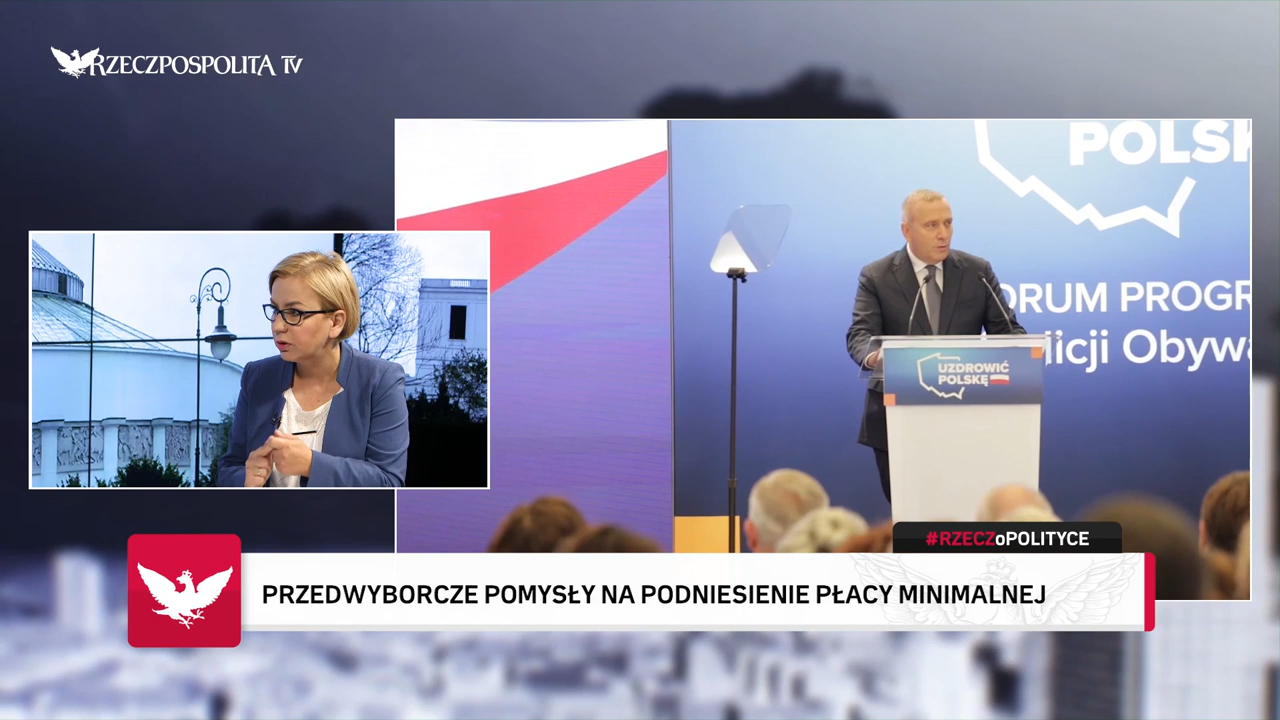 RZECZPOSPOLITA TV
POLSK
ORUM PROGR
licji Obywa
UZDROWIĆ
POLSKĘ
#RZECZoPOLITYCE
PRZEDWYBORCZE POMYSŁY NA PODNIESIENIE PŁACY MINIMALNEJ